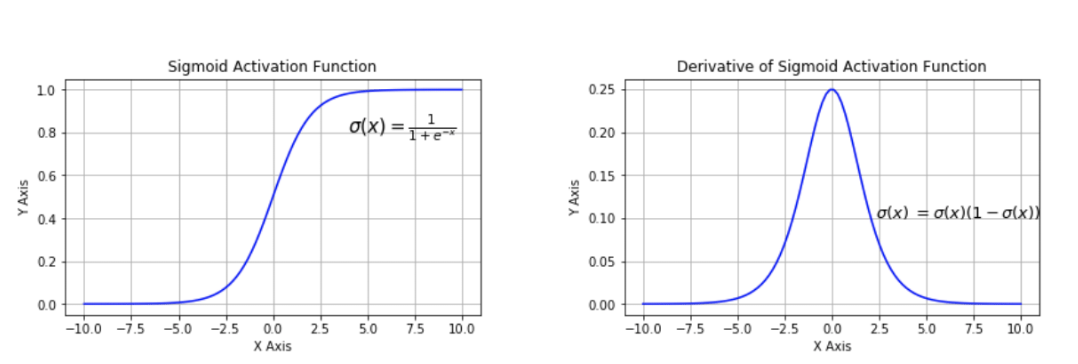 Sigmoid Activation Function
Y Axis
1.0
0.8
0.6
0.4
0.2
0.0
σ(x) = 1/(1 + e^{-x})
−10.0 −7.5 −5.0 −2.5 0.0 2.5 5.0 7.5 10.0
X Axis
Derivative of Sigmoid Activation Function
Y Axis
0.25
0.20
0.15
0.10
0.05
0.00
σ(x) = σ(x)(1 − σ(x))
−10.0 −7.5 −5.0 −2.5 0.0 2.5 5.0 7.5 10.0
X Axis